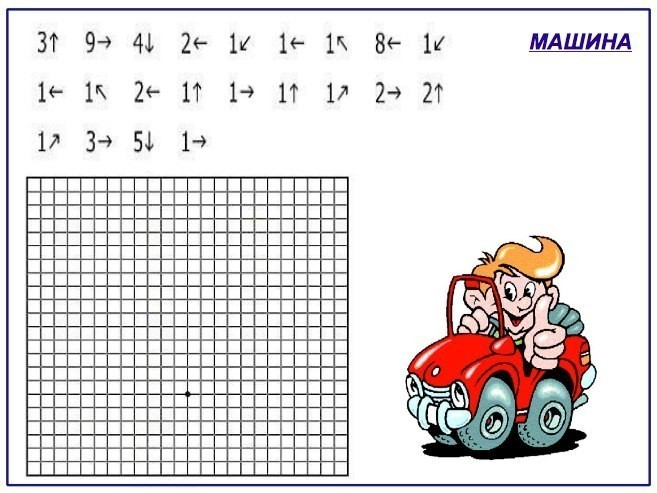 3↑ 9→ 4↓ 2← 1↙ 1← 1↖ 8← 1↙
МАШИНА
1← 1↖ 2← 1↑ 1→ 1↑ 1↗ 2→ 2↑
1↗ 3→ 5↓ 1→